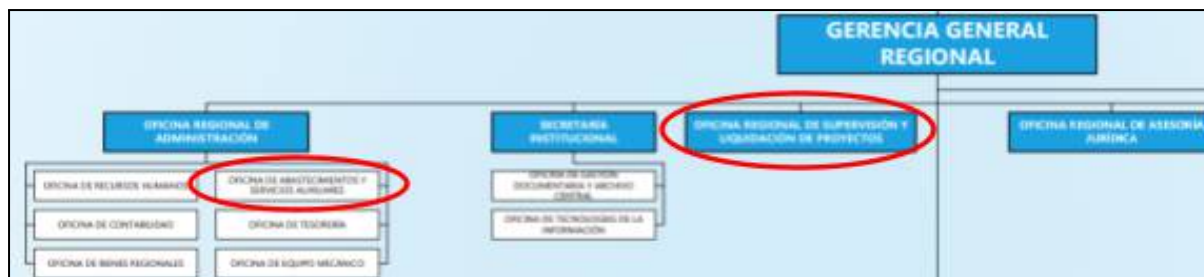 GERENCIA GENERAL
REGIONAL
OFICINA REGIONAL DE
ADMINISTRACIÓN
SECRETARÍA
INSTITUCIONAL
OFICINA REGIONAL DE SUPERVISIÓN Y
LIQUIDACIÓN DE PROYECTOS
OFICINA REGIONAL DE ASESORÍA
JURÍDICA
OFICINA DE RECURSOS HUMANOS
OFICINA DE ABASTECIMIENTOS Y
SERVICIOS AUXILIARES
OFICINA DE GESTIÓN
DOCUMENTARIA Y ARCHIVO
CENTRAL
OFICINA DE CONTABILIDAD
OFICINA DE TESORERÍA
OFICINA DE TECNOLOGÍAS DE LA
INFORMACIÓN
OFICINA DE BIENES REGIONALES
OFICINA DE EQUIPO MECÁNICO